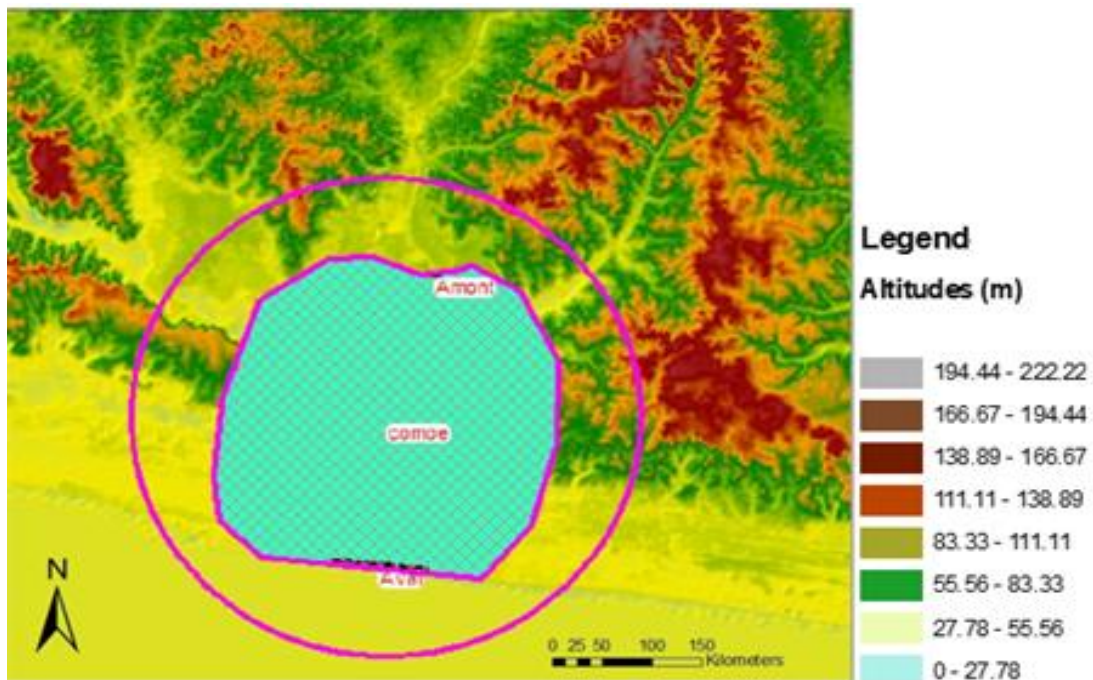 Amont
comoe
Aval
N
0 25 50 100 150
Kilometers
Legend
Altitudes (m)
194.44 - 222.22
166.67 - 194.44
138.89 - 166.67
111.11 - 138.89
83.33 - 111.11
55.56 - 83.33
27.78 - 55.56
0 - 27.78